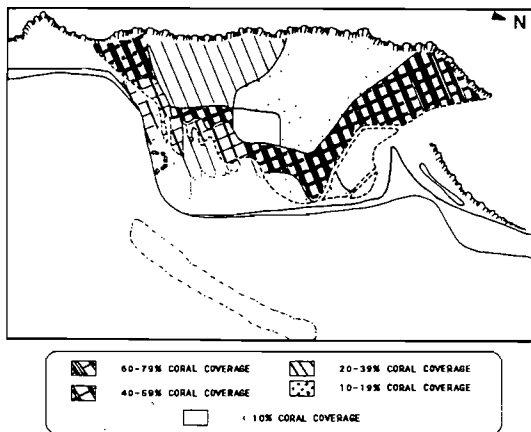 N
60-79% CORAL COVERAGE
20-39% CORAL COVERAGE
40-59% CORAL COVERAGE
10-19% CORAL COVERAGE
< 10% CORAL COVERAGE